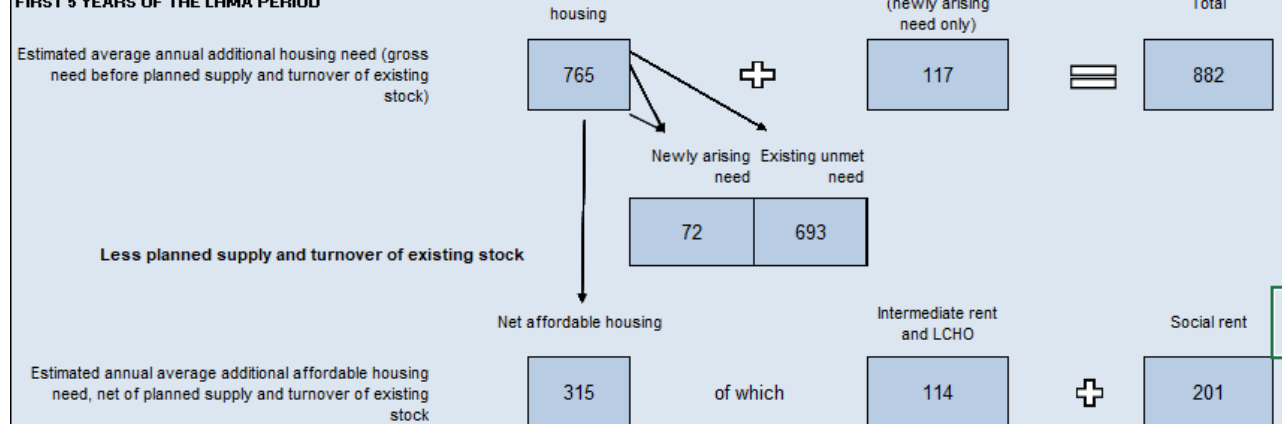 FIRST 5 YEARS OF THE LHMA PERIOD
housing
(newly arising
need only)
Total
Estimated average annual additional housing need (gross
need before planned supply and turnover of existing
stock)
765
117
882
Newly arising
need
Existing unmet
need
72
693
Less planned supply and turnover of existing stock
Net affordable housing
Intermediate rent
and LCHO
Social rent
Estimated annual average additional affordable housing
need, net of planned supply and turnover of existing
stock
315
of which
114
201